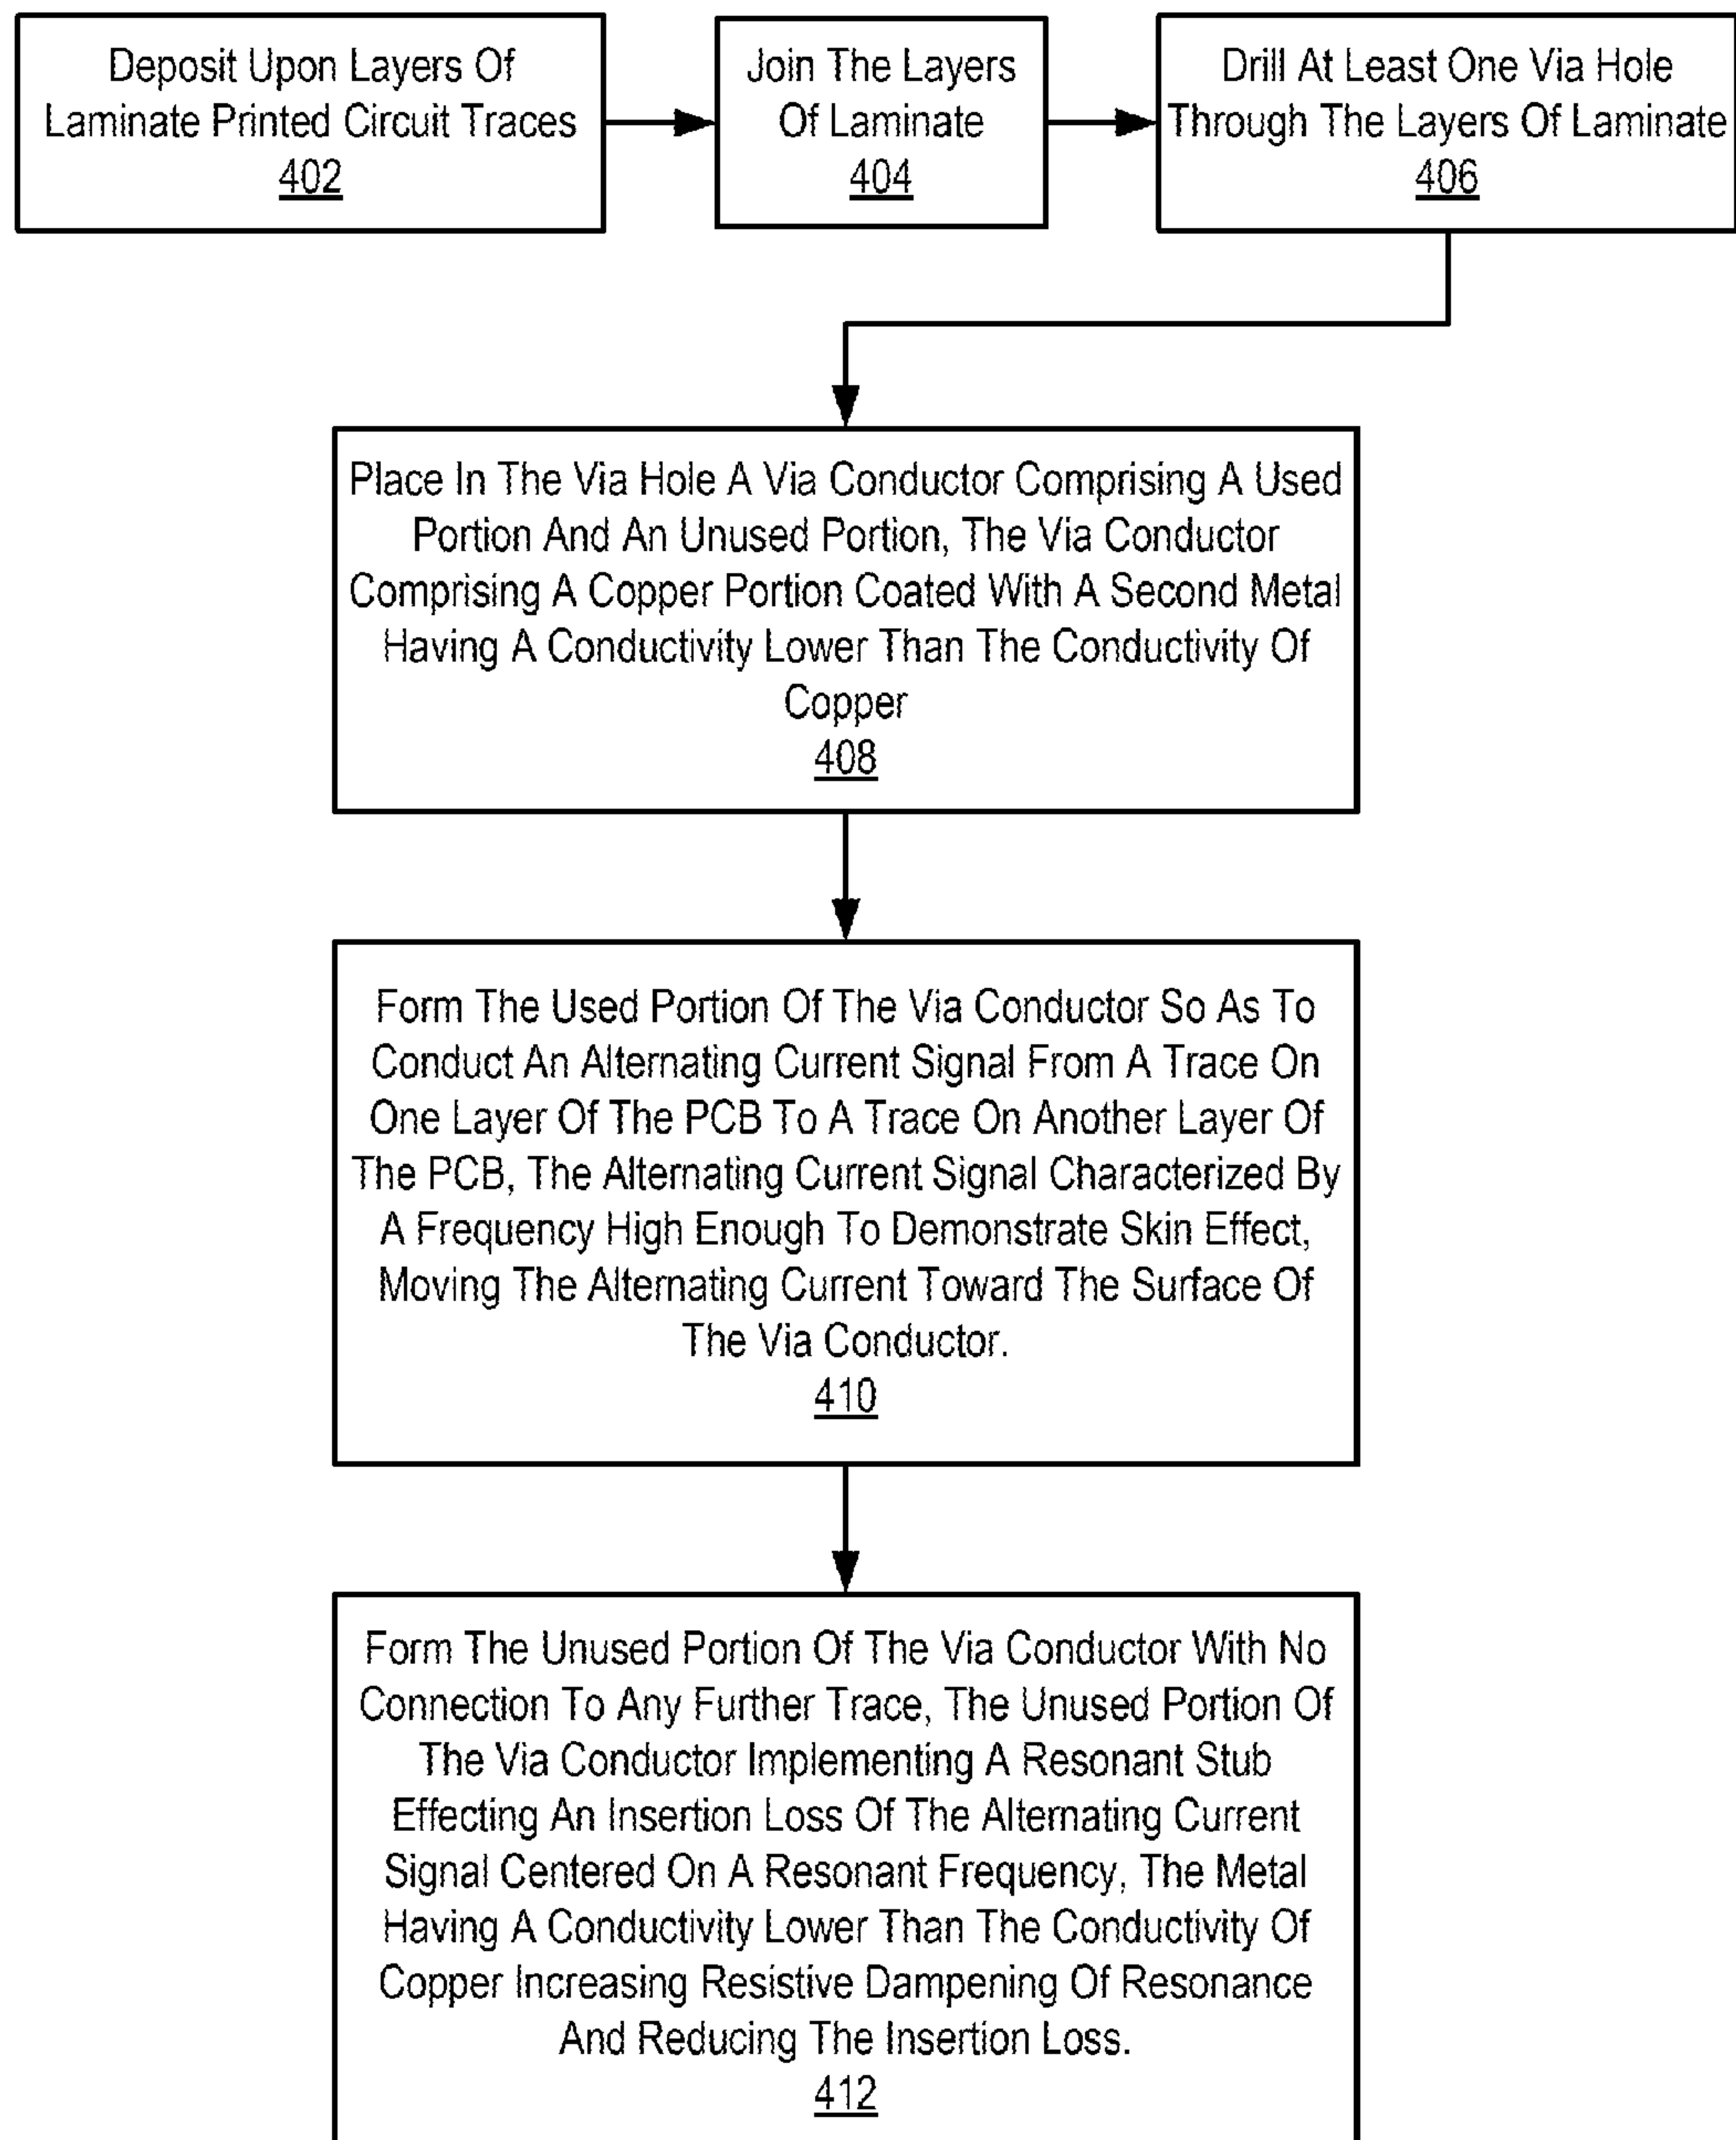 Deposit Upon Layers Of
Laminate Printed Circuit Traces
402
Join The Layers
Of Laminate
404
Drill At Least One Via Hole
Through The Layers Of Laminate
406
Place In The Via Hole A Via Conductor Comprising A Used
Portion And An Unused Portion, The Via Conductor
Comprising A Copper Portion Coated With A Second Metal
Having A Conductivity Lower Than The Conductivity Of
Copper
408
Form The Used Portion Of The Via Conductor So As To
Conduct An Alternating Current Signal From A Trace On
One Layer Of The PCB To A Trace On Another Layer Of
The PCB, The Alternating Current Signal Characterized By
A Frequency High Enough To Demonstrate Skin Effect,
Moving The Alternating Current Toward The Surface Of
The Via Conductor.
410
Form The Unused Portion Of The Via Conductor With No
Connection To Any Further Trace, The Unused Portion Of
The Via Conductor Implementing A Resonant Stub
Effecting An Insertion Loss Of The Alternating Current
Signal Centered On A Resonant Frequency, The Metal
Having A Conductivity Lower Than The Conductivity Of
Copper Increasing Resistive Dampening Of Resonance
And Reducing The Insertion Loss.
412